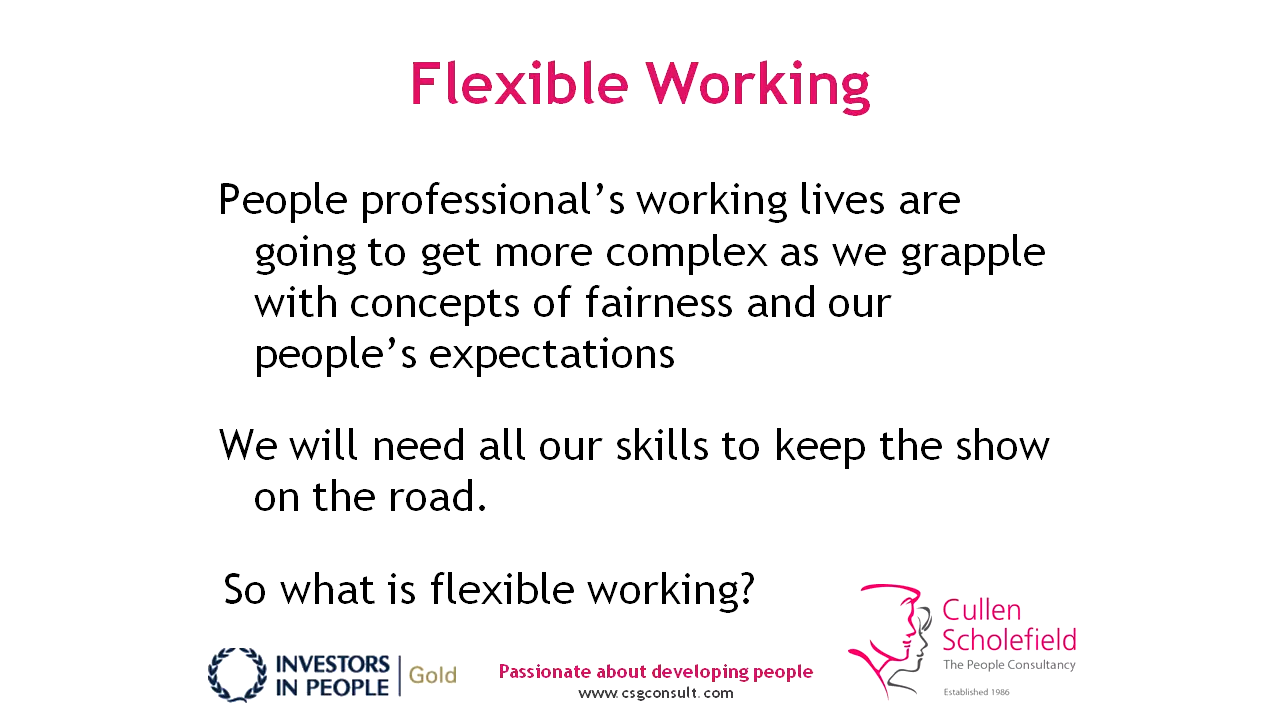 Flexible Working
People professional’s working lives are
going to get more complex as we grapple
with concepts of fairness and our
people’s expectations
We will need all our skills to keep the show
on the road.
So what is flexible working?
INVESTORS
IN PEOPLE
Gold
Passionate about developing people
www.csgconsult.com
Cullen
Scholefield
The People Consultancy
Established 1986